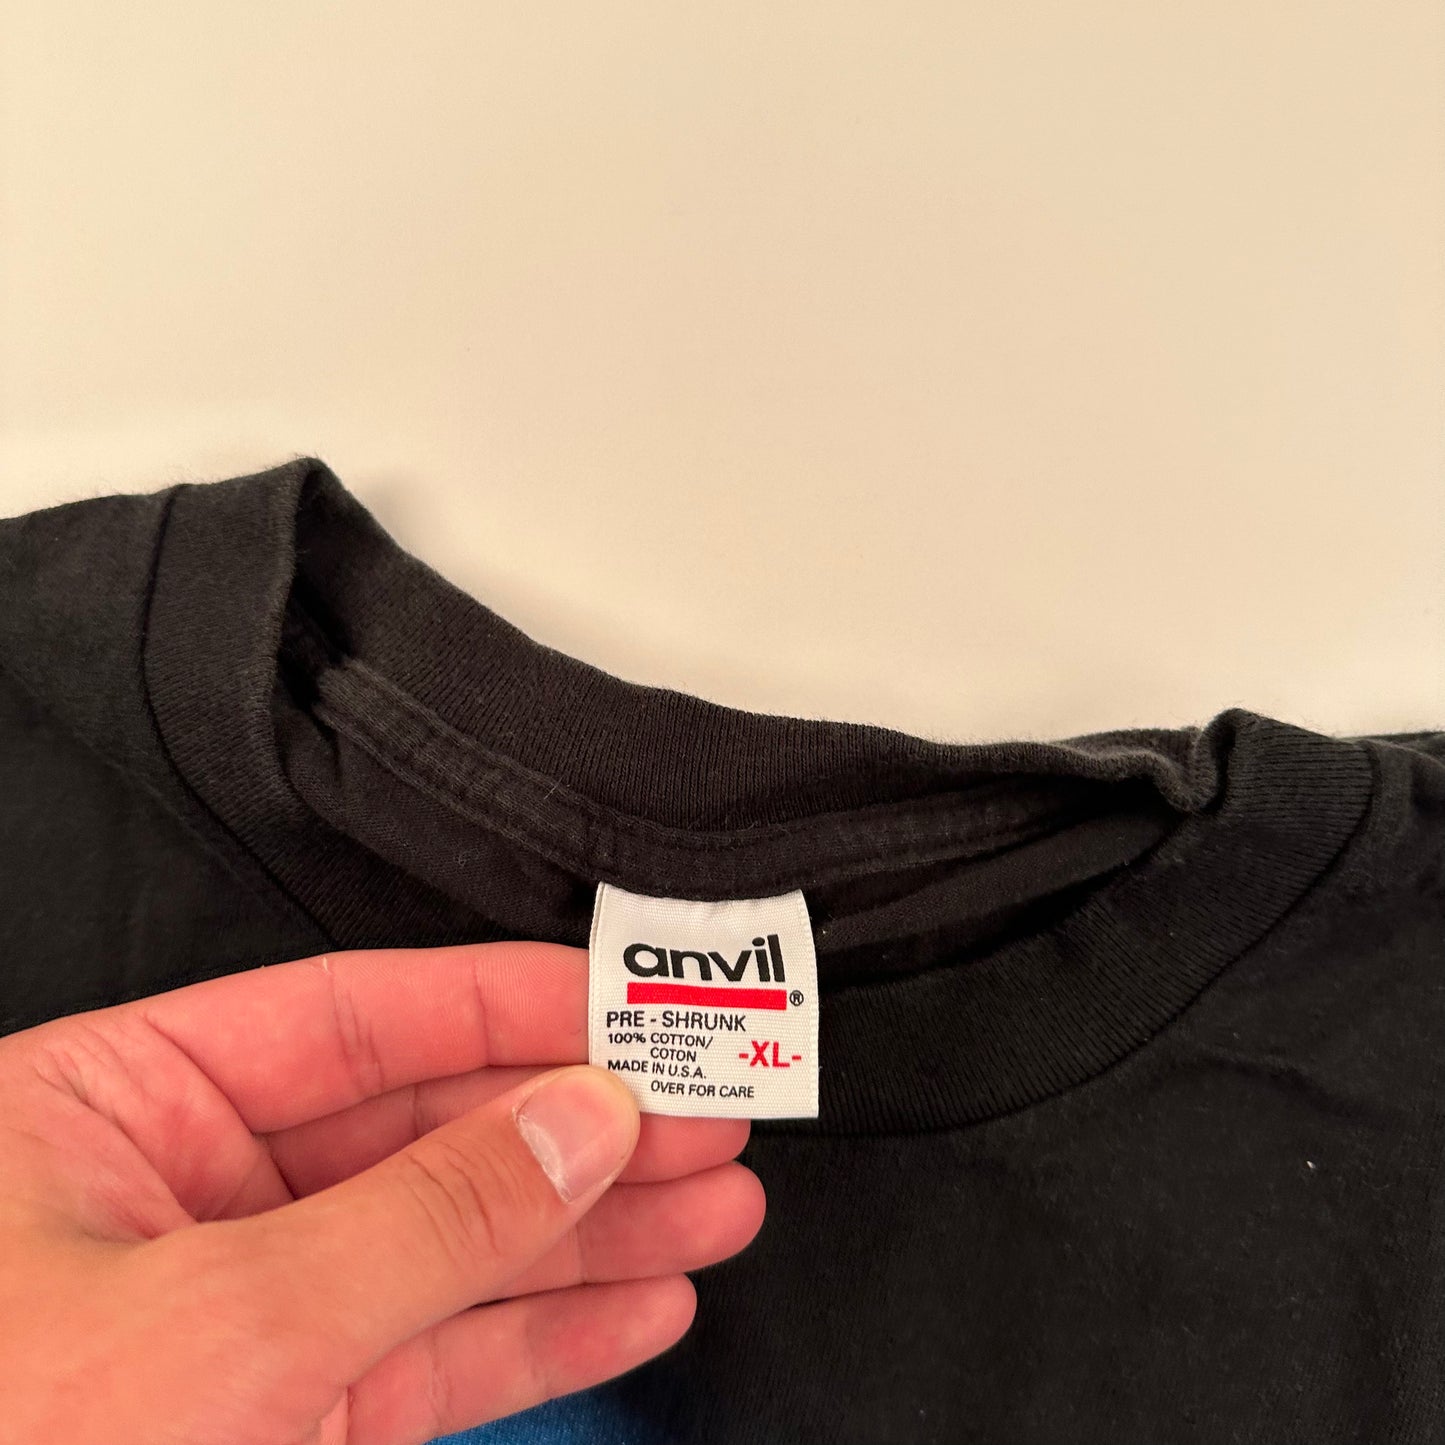 anvil®
PRE - SHRUNK
100% COTTON/
COTON
-XL-
MADE IN U.S.A.
OVER FOR CARE